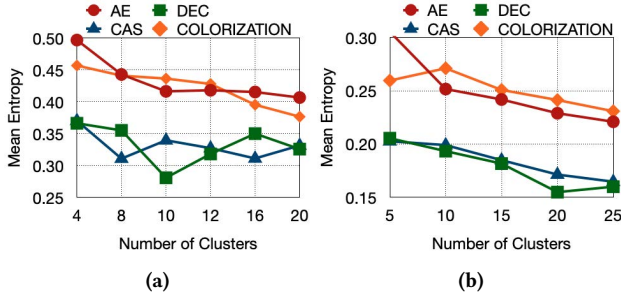 AE DEC
CAS COLORIZATION
Mean Entropy
0.50
0.45
0.40
0.35
0.30
0.25
4 8 10 12 16 20
Number of Clusters
(a)
AE DEC
CAS COLORIZATION
Mean Entropy
0.30
0.25
0.20
0.15
5 10 15 20 25
Number of Clusters
(b)